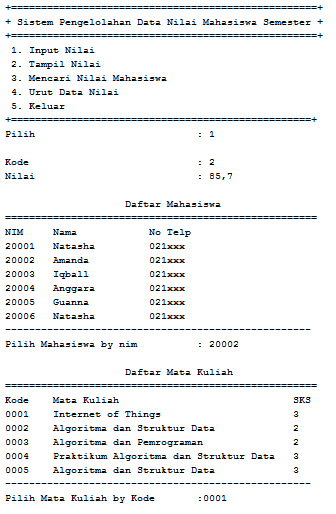 +===================================================+
+ Sistem Pengelolahan Data Nilai Mahasiswa Semester +
+===================================================+
1. Input Nilai
2. Tampil Nilai
3. Mencari Nilai Mahasiswa
4. Urut Data Nilai
5. Keluar
+==================================================+
Pilih : 1
Kode : 2
Nilai : 85,7
Daftar Mahasiswa
====================================================
NIM Nama No Telp
20001 Natasha 021xxx
20002 Amanda 021xxx
20003 Iqball 021xxx
20004 Anggara 021xxx
20005 Guanna 021xxx
20006 Natasha 021xxx
---------------------------------------------------
Pilih Mahasiswa by nim : 20002
Daftar Mata Kuliah
====================================================
Kode Mata Kuliah SKS
0001 Internet of Things 3
0002 Algoritma dan Struktur Data 2
0003 Algoritma dan Pemrograman 2
0004 Praktikum Algoritma dan Struktur Data 3
0005 Algoritma dan Struktur Data 3
---------------------------------------------------
Pilih Mata Kuliah by Kode :0001